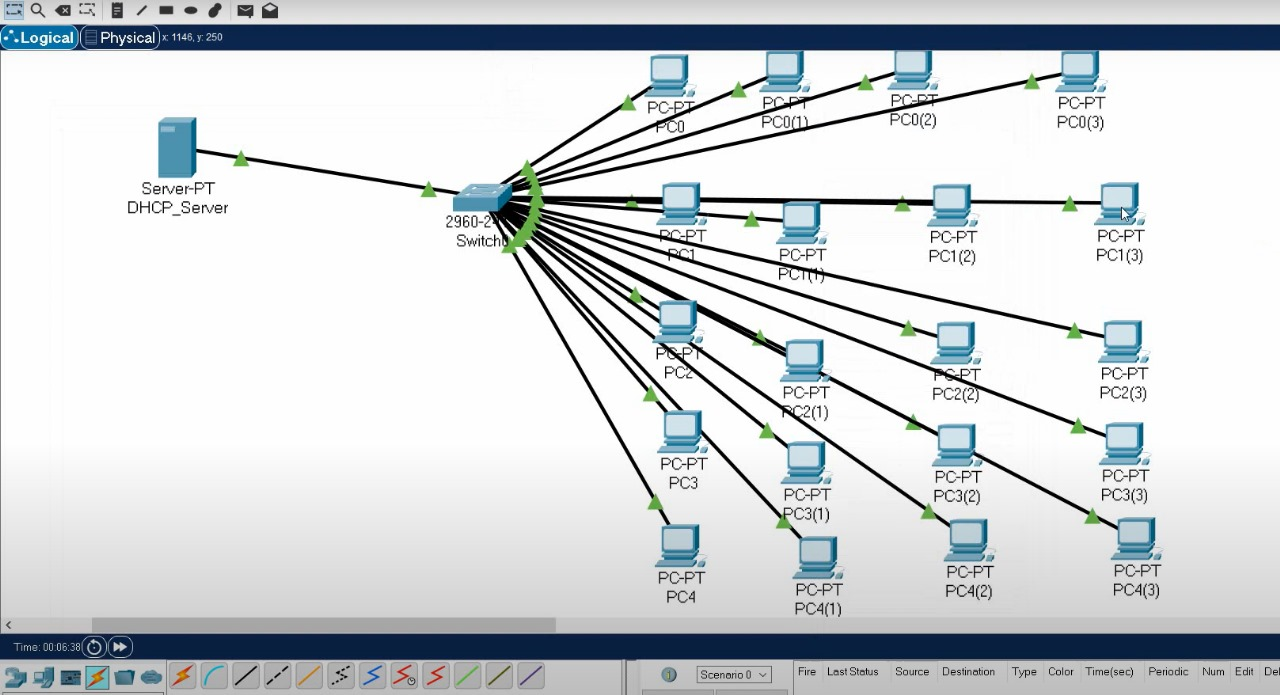 Logical
Physical
x: 1146, y: 250
PC-PT
PC0
PC-PT
PC0(1)
PC-PT
PC0(2)
PC-PT
PC0(3)
Server-PT
DHCP_Server
2960-24
Switch0
PC-PT
PC1
PC-PT
PC1(1)
PC-PT
PC1(2)
PC-PT
PC1(3)
PC-PT
PC2
PC-PT
PC2(1)
PC-PT
PC2(2)
PC-PT
PC2(3)
PC-PT
PC3
PC-PT
PC3(1)
PC-PT
PC3(2)
PC-PT
PC3(3)
PC-PT
PC4
PC-PT
PC4(1)
PC-PT
PC4(2)
PC-PT
PC4(3)
Time: 00:06:38
Scenario 0
Fire Last Status Source Destination Type Color Time(sec) Periodic Num Edit